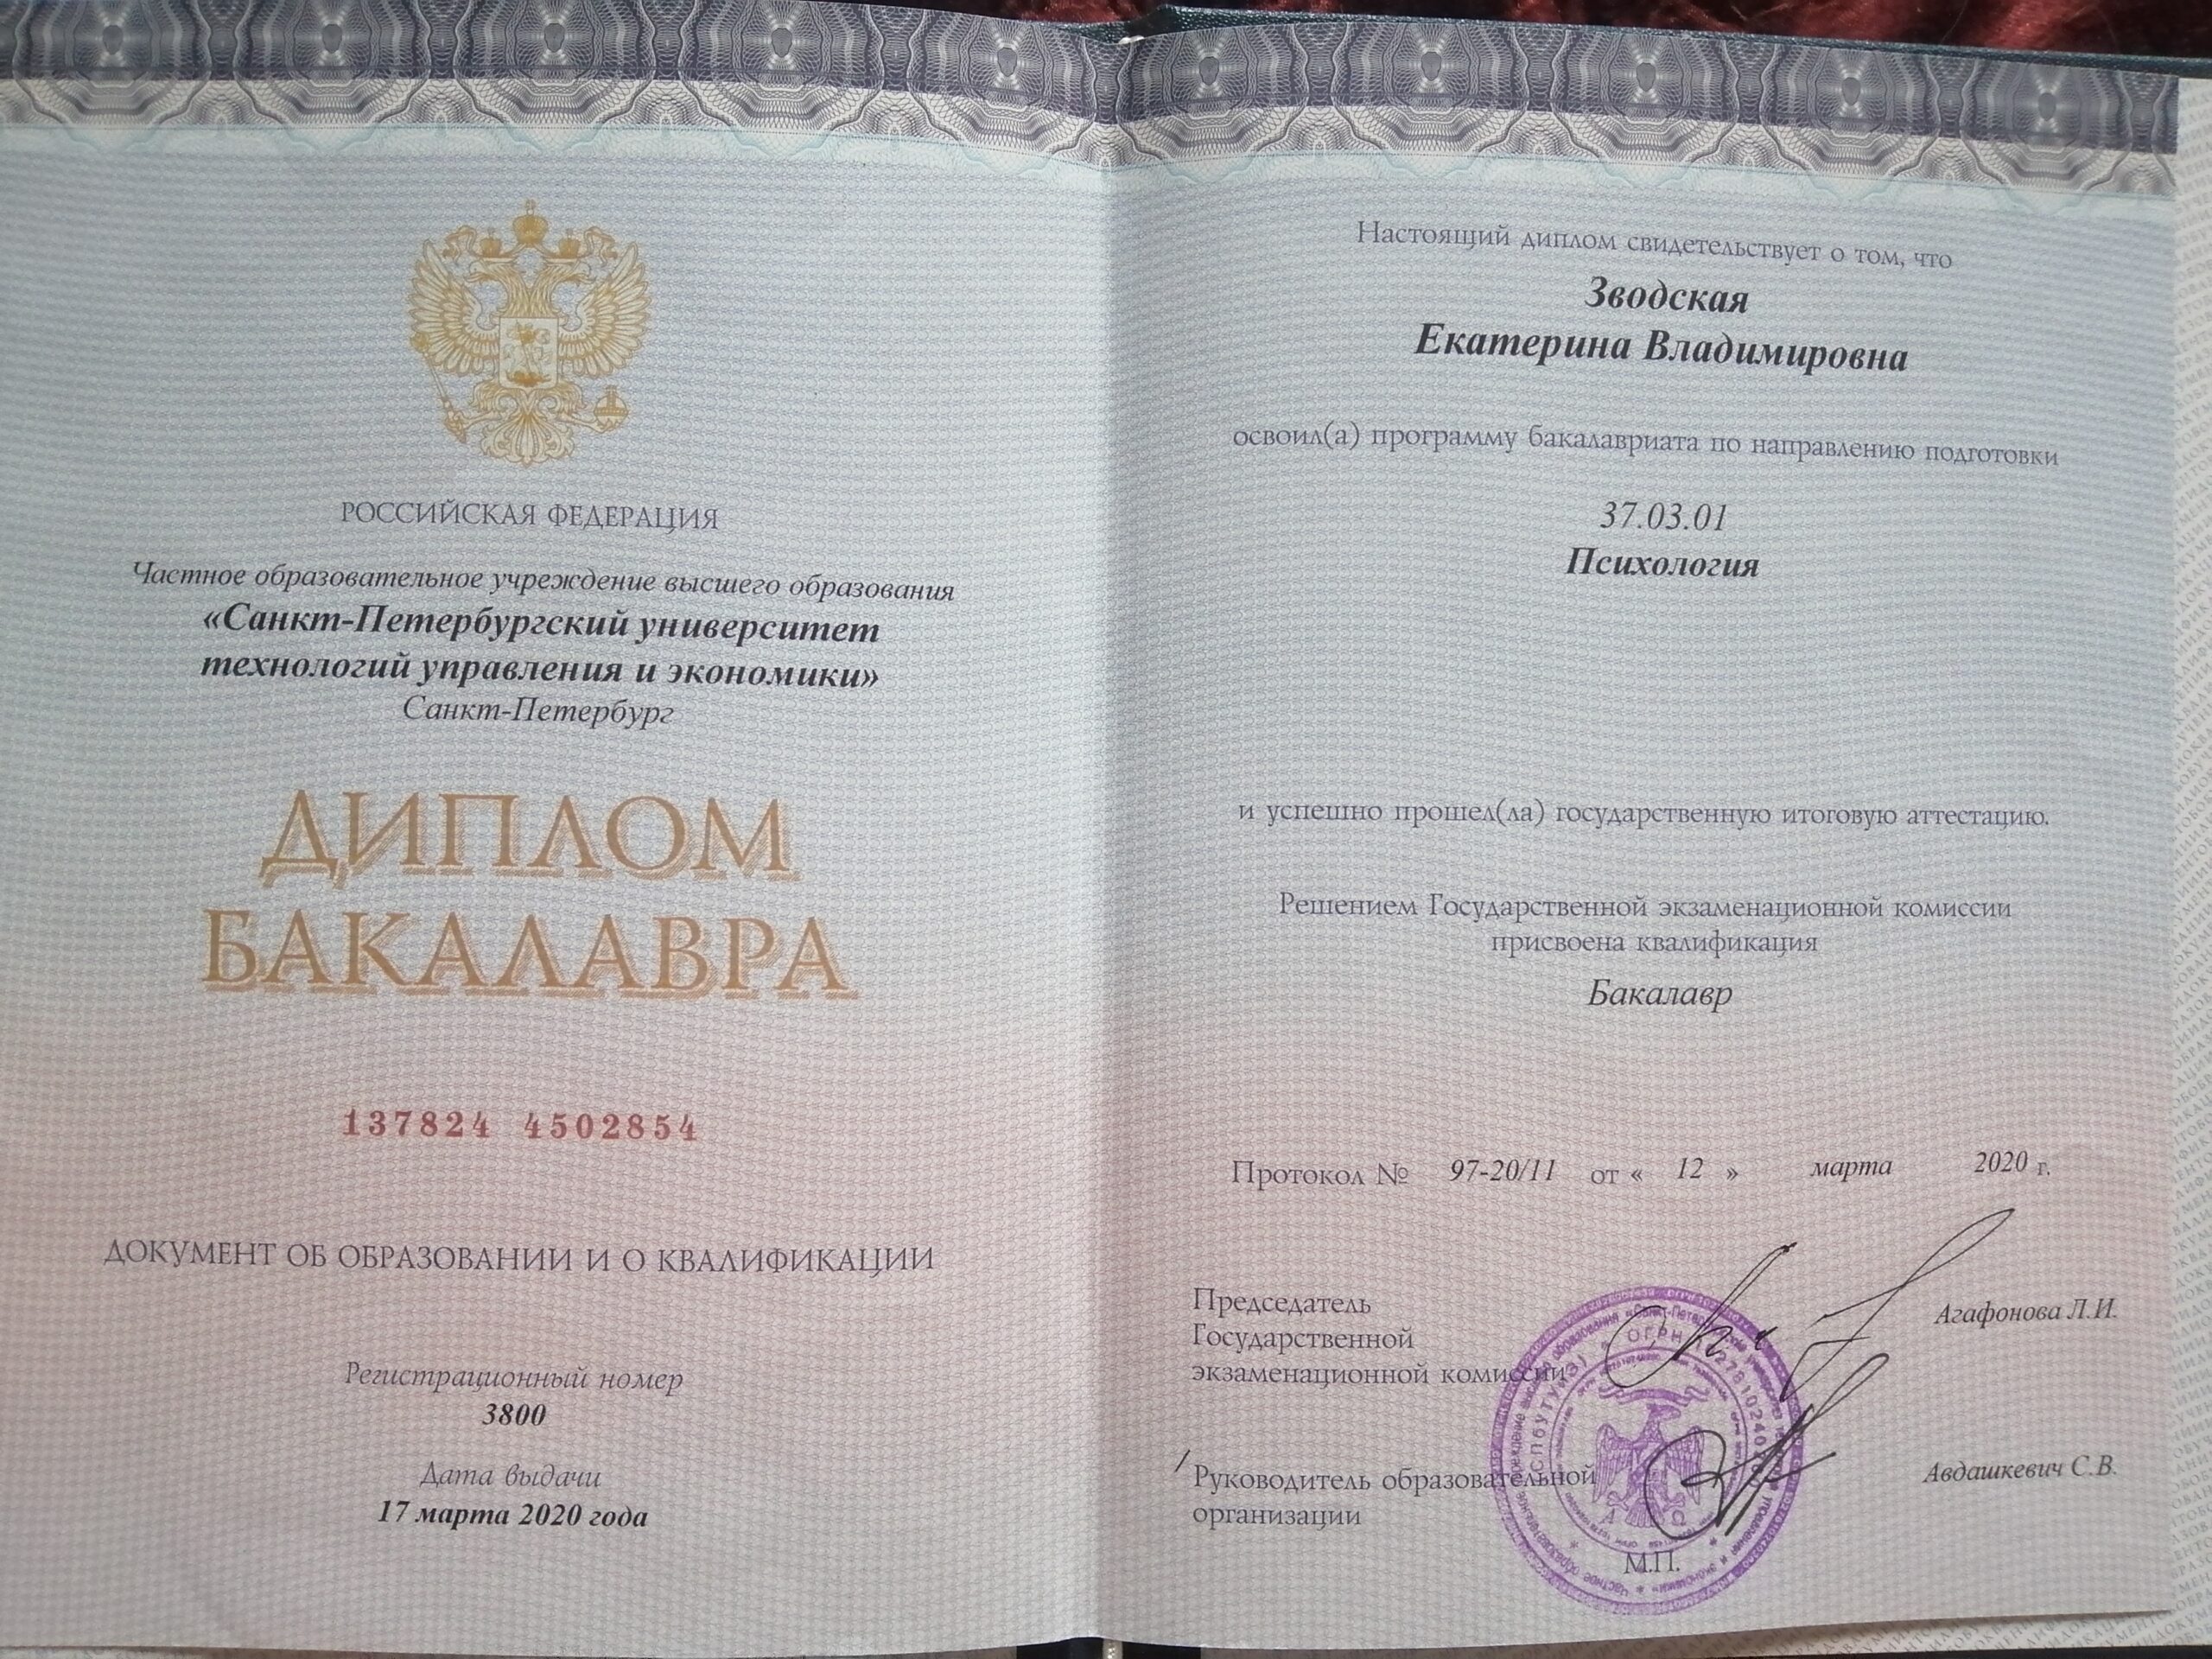 РОССИЙСКАЯ ФЕДЕРАЦИЯ
Частное образовательное учреждение высшего образования
«Санкт-Петербургский университет
технологий управления и экономики»
Санкт-Петербург
ДИПЛОМ
БАКАЛАВРА
137824 4502854
ДОКУМЕНТ ОБ ОБРАЗОВАНИИ И О КВАЛИФИКАЦИИ
Регистрационный номер
3800
Дата выдачи
17 марта 2020 года
Настоящий диплом свидетельствует о том, что
Зводская
Екатерина Владимировна
освоил(а) программу бакалавриата по направлению подготовки
37.03.01
Психология
и успешно прошел(ла) государственную итоговую аттестацию.
Решением Государственной экзаменационной комиссии
присвоена квалификация
Бакалавр
Протокол № 97-20/11 от « 12 » марта 2020 г.
Председатель
Государственной
экзаменационной комиссии
Агафонова Л.И.
Руководитель образовательной
организации
Авдашкевич С.В.
М.П.